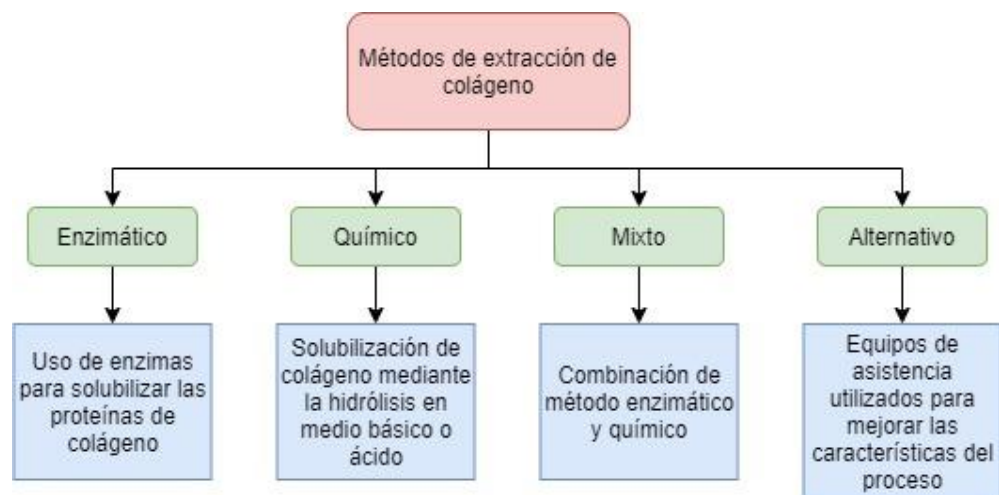 Métodos de extracción de
colágeno
Enzimático
Químico
Mixto
Alternativo
Uso de enzimas
para solubilizar las
proteínas de
colágeno
Solubilización de
colágeno mediante
la hidrólisis en
medio básico o
ácido
Combinación de
método enzimático
y químico
Equipos de
asistencia
utilizados para
mejorar las
características del
proceso